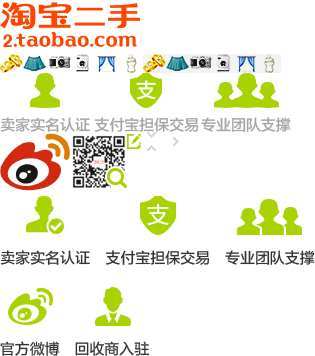 淘宝二手
2.taobao.com
支
卖家实名认证 支付宝担保交易 专业团队支撑
支
卖家实名认证 支付宝担保交易 专业团队支撑
官方微博 回收商入驻